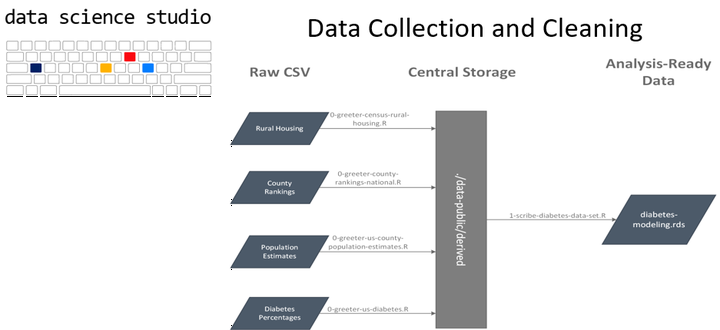 data science studio
Data Collection and Cleaning
Raw CSV
Central Storage
Analysis-Ready
Data
Rural Housing
0-greeter-census-rural-
housing.R
County
Rankings
0-greeter-county-
rankings-national.R
Population
Estimates
0-greeter-us-county-
population-estimates.R
Diabetes
Percentages
0-greeter-us-diabetes.R
./data-public/derived
1-scribe-diabetes-data-set.R
diabetes-
modeling.rds